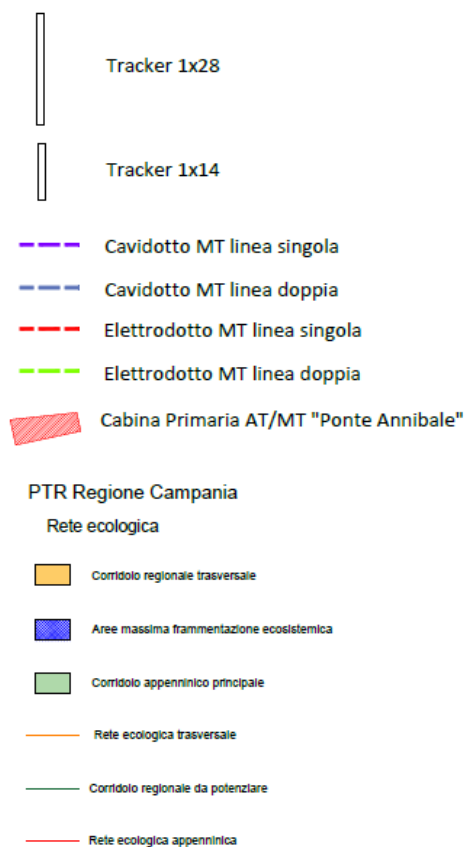 Tracker 1x28
Tracker 1x14
Cavidotto MT linea singola
Cavidotto MT linea doppia
Elettrodotto MT linea singola
Elettrodotto MT linea doppia
Cabina Primaria AT/MT "Ponte Annibale"
PTR Regione Campania
Rete ecologica
Corridoio regionale trasversale
Aree massima frammentazione ecosistemica
Corridoio appenninico principale
Rete ecologica trasversale
Corridoio regionale da potenziare
Rete ecologica appenninica